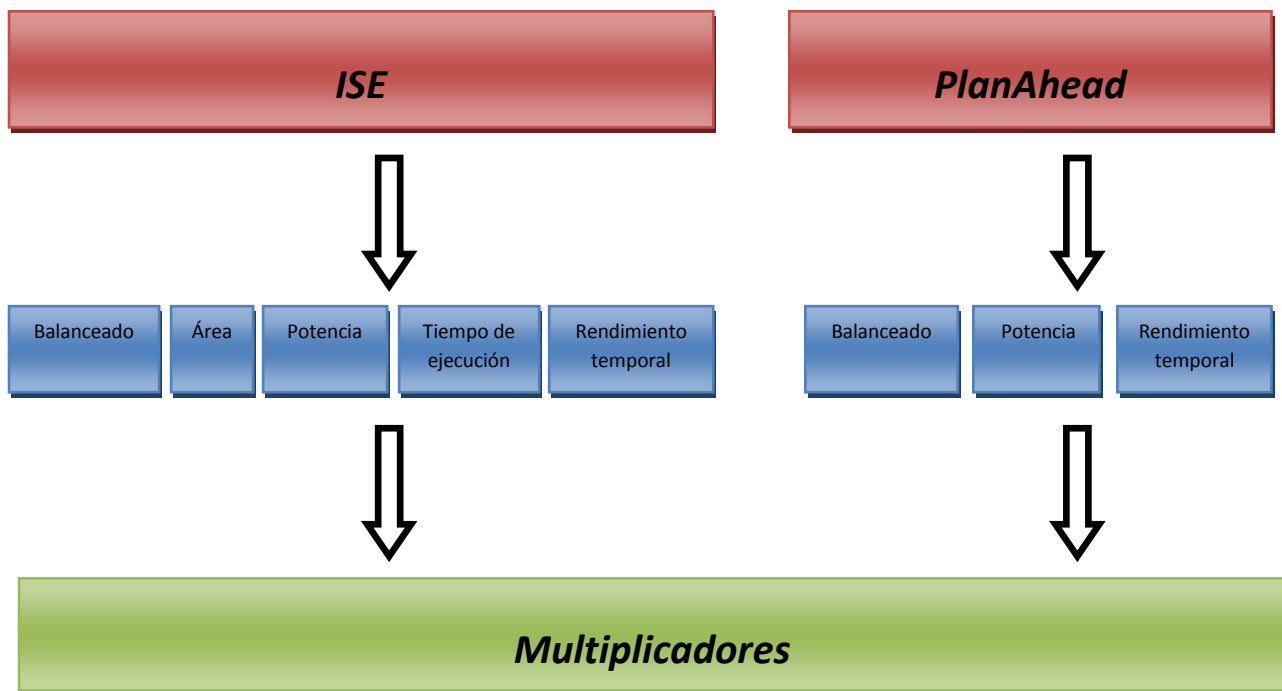 ISE
PlanAhead
Balanceado
Área
Potencia
Tiempo de
ejecución
Rendimiento
temporal
Balanceado
Potencia
Rendimiento
temporal
Multiplicadores